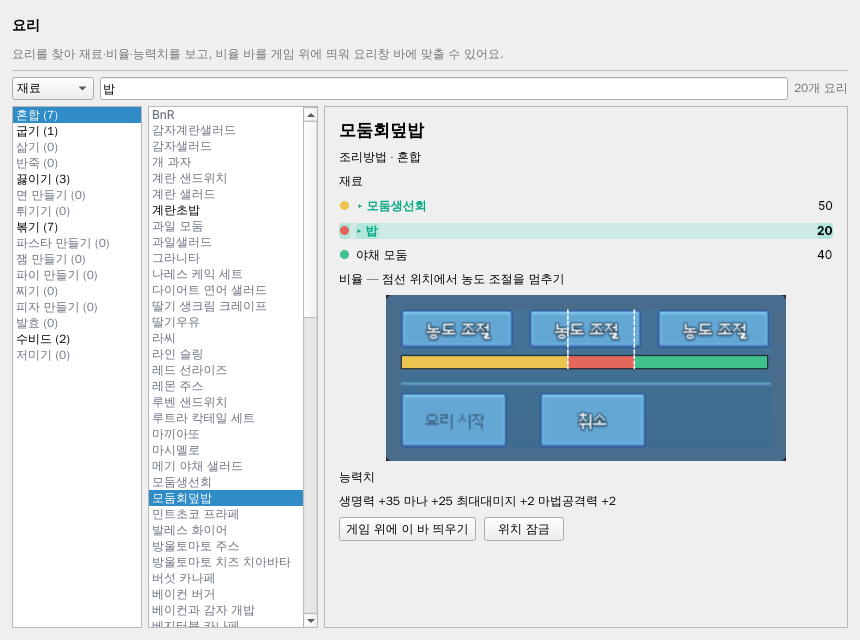 요리
요리를 찾아 재료·비율·능력치를 보고, 비율 바를 게임 위에 띄워 요리창 바에 맞출 수 있어요.
재료
밥
20개 요리
혼합 (7)
굽기 (1)
삶기 (0)
반죽 (0)
끓이기 (3)
면 만들기 (0)
튀기기 (0)
볶기 (7)
파스타 만들기 (0)
잼 만들기 (0)
파이 만들기 (0)
찌기 (0)
피자 만들기 (0)
발효 (0)
수비드 (2)
저미기 (0)
BnR
감자계란샐러드
감자샐러드
개 과자
계란 샌드위치
계란 샐러드
계란초밥
과일 모둠
과일샐러드
그라니타
나레스 케익 세트
다이어트 연어 샐러드
딸기 생크림 크레이프
딸기우유
라씨
라인 슬링
레드 선라이즈
레몬 주스
루벤 샌드위치
루트라 칵테일 세트
마끼아또
마시멜로
메기 야채 샐러드
모둠생선회
모둠회덮밥
민트초코 프라페
발레스 화이어
방울토마토 주스
방울토마토 치즈 치아바타
버섯 카나페
베이컨 버거
베이컨과 감자 개밥
베지터블 카나페
모둠회덮밥
조리방법 · 혼합
재료
▸ 모둠생선회 50
▸ 밥 20
야채 모둠 40
비율 — 점선 위치에서 농도 조절을 멈추기
농도 조절 농도 조절 농도 조절
요리 시작 취소
능력치
생명력 +35 마나 +25 최대대미지 +2 마법공격력 +2
게임 위에 이 바 띄우기 위치 잠금